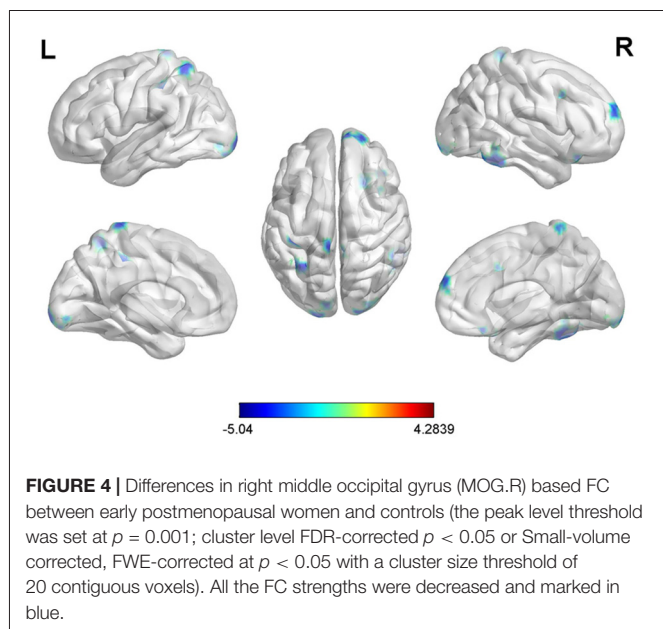 L
R
-5.04 4.2839
FIGURE 4 | Differences in right middle occipital gyrus (MOG.R) based FC
between early postmenopausal women and controls (the peak level threshold
was set at p = 0.001; cluster level FDR-corrected p < 0.05 or Small-volume
corrected, FWE-corrected at p < 0.05 with a cluster size threshold of
20 contiguous voxels). All the FC strengths were decreased and marked in
blue.